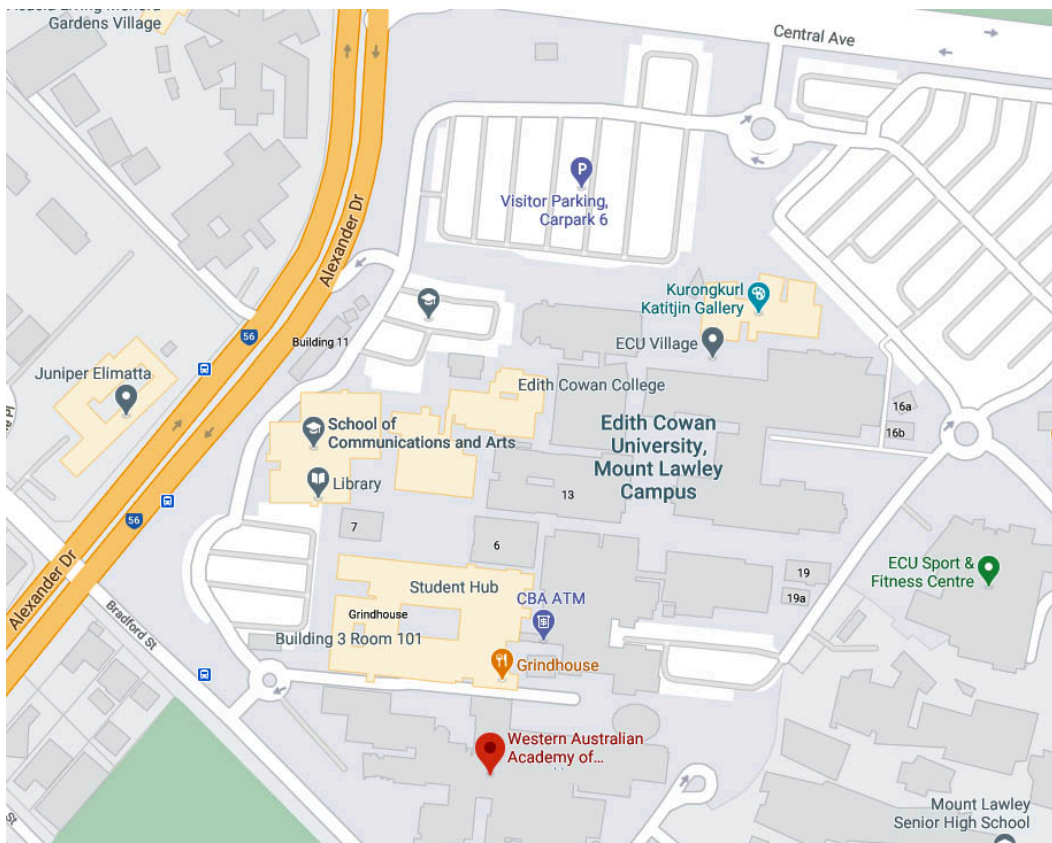 Gardens Village
Central Ave
Visitor Parking,
Carpark 6
P
Alexander Dr
Kurongkurl
Katitjin Gallery
ECU Village
56
Building 11
Juniper Elimatta
Edith Cowan College
16a
16b
School of
Communications and Arts
Edith Cowan
University,
Mount Lawley
Campus
Library
13
56
7
6
Alexander Dr
Bradford St
Student Hub
CBA ATM
19
19a
ECU Sport &
Fitness Centre
Grindhouse
Building 3 Room 101
Grindhouse
Western Australian
Academy of...
Mount Lawley
Senior High School
St
Pl